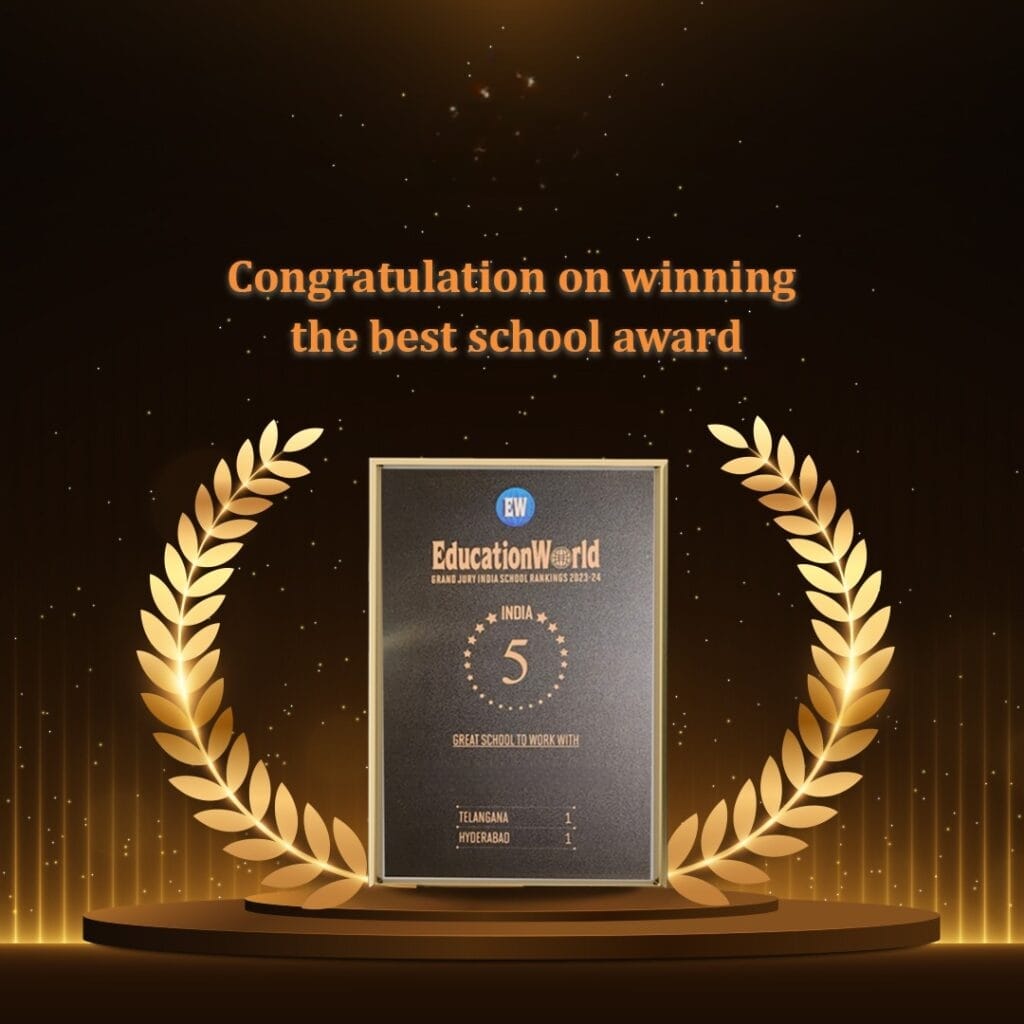 Congratulation on winning
the best school award
EW
EducationWorld
GRAND JURY INDIA SCHOOL RANKINGS 2023-24
INDIA
5
GREAT SCHOOL TO WORK WITH
TELANGANA 1
HYDERABAD 1